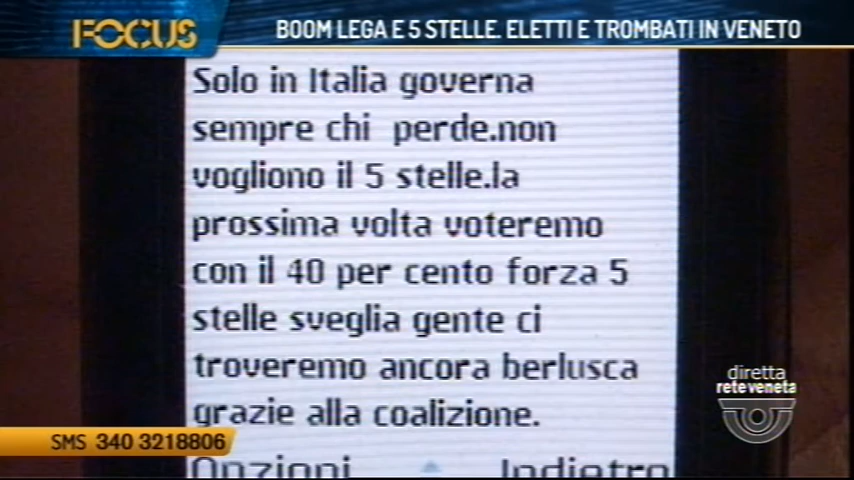 FOCUS
BOOM LEGA E 5 STELLE. ELETTI E TROMBATI IN VENETO
Solo in Italia governa
sempre chi perde.non
vogliono il 5 stelle.la
prossima volta voteremo
con il 40 per cento forza 5
stelle sveglia gente ci
troveremo ancora berlusca
grazie alla coalizione.
diretta
reteveneta
SMS 340 3218806
Opzioni Indietro